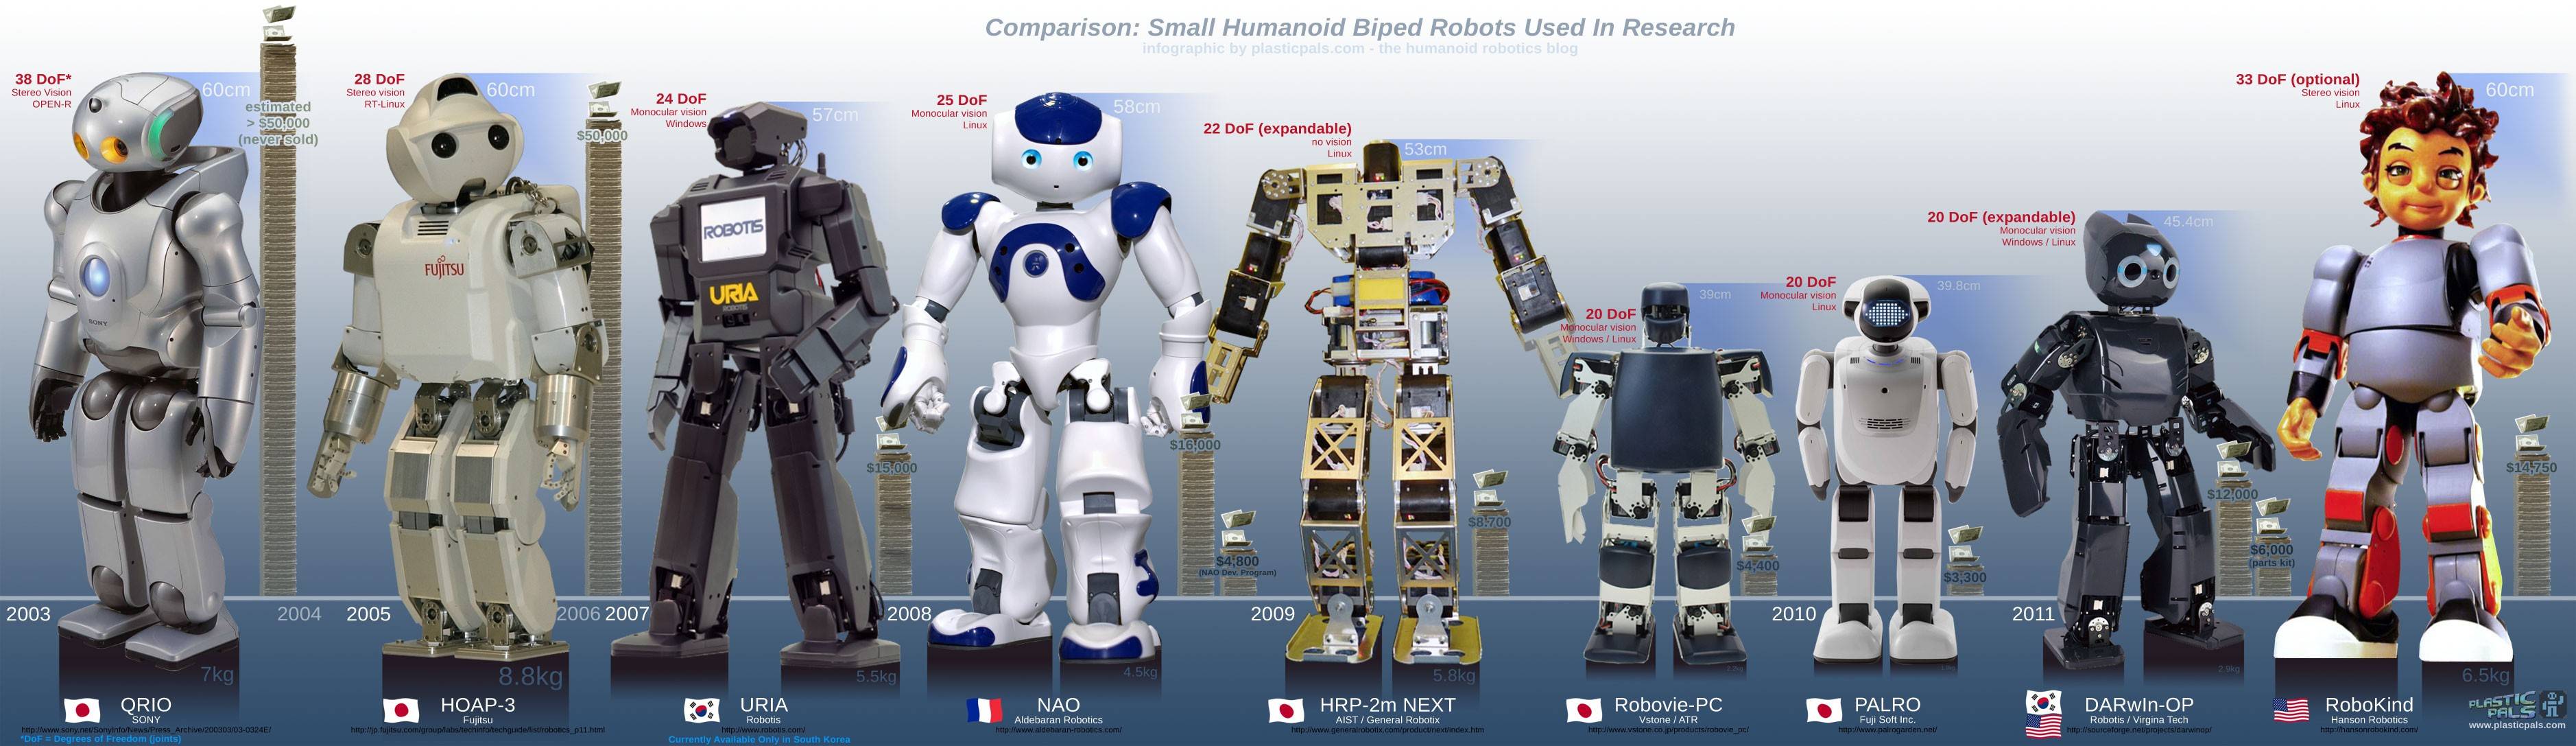 Comparison: Small Humanoid Biped Robots Used In Research
infographic by plasticpals.com - the humanoid robotics blog
38 DoF*
Stereo Vision
OPEN-R
60cm
estimated
> $50,000
(never sold)
SONY
28 DoF
Stereo vision
RT-Linux
60cm
$50,000
FUJITSU
24 DoF
Monocular vision
Windows
57cm
ROBOTIS
URIA
ROBOTIS
$15,000
25 DoF
Monocular vision
Linux
58cm
$16,000
$4,800
(NAO Dev. Program)
22 DoF (expandable)
no vision
Linux
53cm
$8,700
20 DoF
Monocular vision
Windows / Linux
39cm
$4,400
20 DoF
Monocular vision
Linux
39.8cm
$3,300
20 DoF (expandable)
Monocular vision
Windows / Linux
45.4cm
$12,000
$6,000
(parts kit)
33 DoF (optional)
Stereo vision
Linux
60cm
$14,750
2003
2004
2005
2006
2007
2008
2009
2010
2011
7kg
8.8kg
5.5kg
4.5kg
5.8kg
2.9kg
6.5kg
QRIO
SONY
http://www.sony.net/SonyInfo/News/Press_Archive/200303/03-0324E/
*DoF = Degrees of Freedom (joints)
HOAP-3
Fujitsu
http://jp.fujitsu.com/group/labs/techinfo/techguide/list/robotics_p11.html
URIA
Robotis
http://www.robotis.com/
Currently Available Only in South Korea
NAO
Aldebaran Robotics
http://www.aldebaran-robotics.com/
HRP-2m NEXT
AIST / General Robotix
http://www.generalrobotix.com/product/next/index.htm
Robovie-PC
Vstone / ATR
http://www.vstone.co.jp/products/robovie_pc/
PALRO
Fuji Soft Inc.
http://www.palrogarden.net/
DARwIn-OP
Robotis / Virgina Tech
http://sourceforge.net/projects/darwinop/
RoboKind
Hanson Robotics
http://hansonrobokind.com/
PLASTIC
PALS
www.plasticpals.com